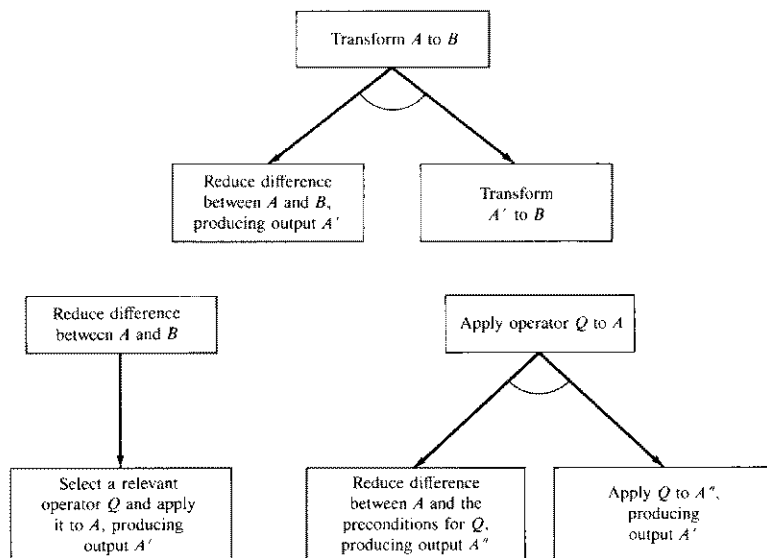 Transform A to B
Reduce difference
between A and B,
producing output A′
Transform
A′ to B
Reduce difference
between A and B
Apply operator Q to A
Select a relevant
operator Q and apply
it to A, producing
output A′
Reduce difference
between A and the
preconditions for Q,
producing output A″
Apply Q to A″,
producing
output A′